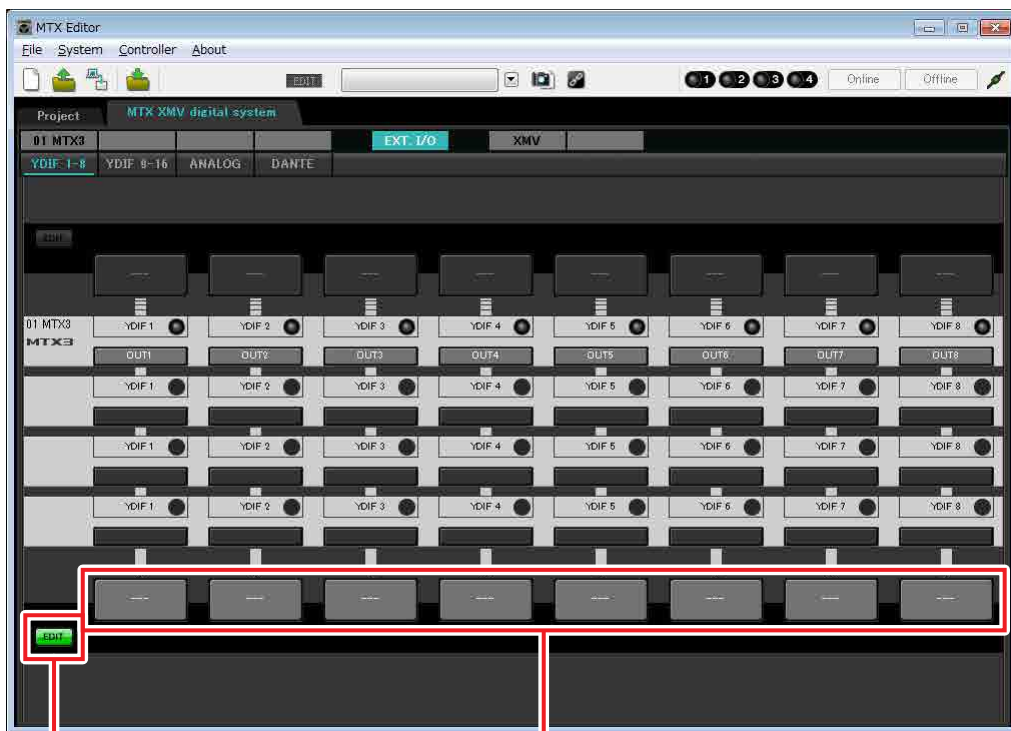 MTX Editor
File System Controller About
EDIT 1 2 3 4 Online Offline
Project MTX XMV digital system
01 MTX3 EXT. I/O XMV
YDIF 1-8 YDIF 9-16 ANALOG DANTE
EDIT
--- --- --- --- --- --- --- ---
01 MTX3 YDIF 1 YDIF 2 YDIF 3 YDIF 4 YDIF 5 YDIF 6 YDIF 7 YDIF 8
MTX3 OUT1 OUT2 OUT3 OUT4 OUT5 OUT6 OUT7 OUT8
YDIF 1 YDIF 2 YDIF 3 YDIF 4 YDIF 5 YDIF 6 YDIF 7 YDIF 8
YDIF 1 YDIF 2 YDIF 3 YDIF 4 YDIF 5 YDIF 6 YDIF 7 YDIF 8
YDIF 1 YDIF 2 YDIF 3 YDIF 4 YDIF 5 YDIF 6 YDIF 7 YDIF 8
--- --- --- --- --- --- --- ---
EDIT